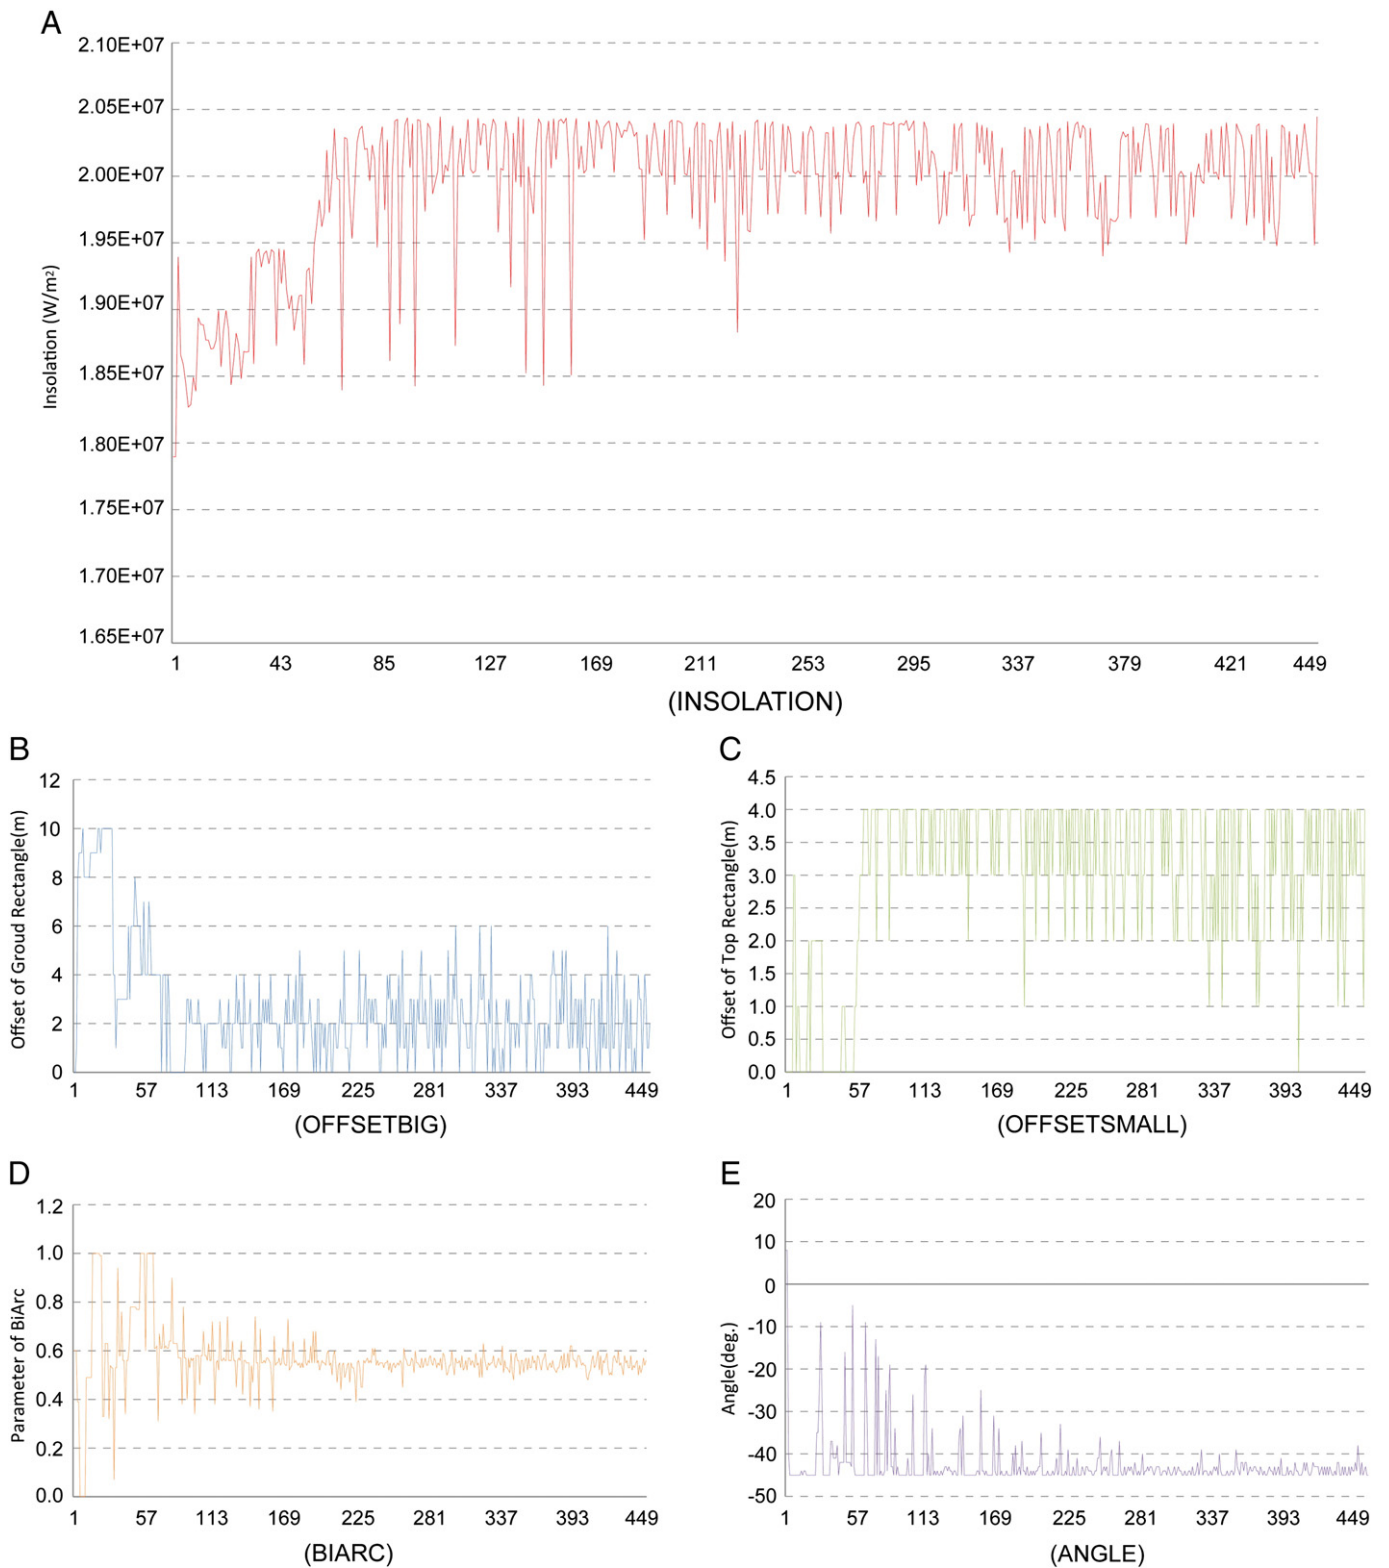 A
2.10E+07
2.05E+07
2.00E+07
1.95E+07
1.90E+07
1.85E+07
1.80E+07
1.75E+07
1.70E+07
1.65E+07
Insolation (W/m²)
1 43 85 127 169 211 253 295 337 379 421 449
(INSOLATION)
B
12
10
8
6
4
2
0
Offset of Groud Rectangle(m)
1 57 113 169 225 281 337 393 449
(OFFSETBIG)
C
4.5
4.0
3.5
3.0
2.5
2.0
1.5
1.0
0.5
0.0
Offset of Top Rectangle(m)
1 57 113 169 225 281 337 393 449
(OFFSETSMALL)
D
1.2
1.0
0.8
0.6
0.4
0.2
0.0
Parameter of BiArc
1 57 113 169 225 281 337 393 449
(BIARC)
E
20
10
0
-10
-20
-30
-40
-50
Angle(deg.)
1 57 113 169 225 281 337 393 449
(ANGLE)